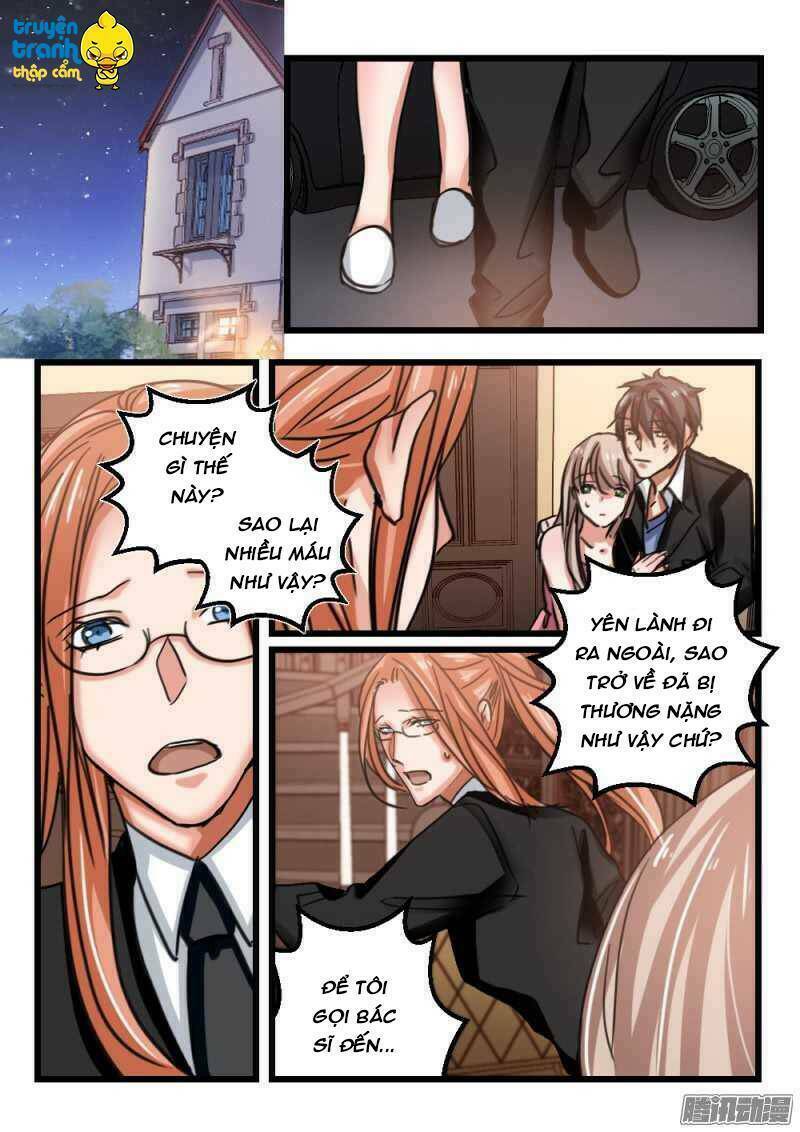 truyện
tranh
thập cẩm
CHUYỆN
GÌ THẾ
NÀY?
SAO LẠI
NHIỀU MÁU
NHƯ VẬY?
YÊN LÀNH ĐI
RA NGOÀI, SAO
TRỞ VỀ ĐÃ BỊ
THƯƠNG NẶNG
NHƯ VẬY CHỨ?
ĐỂ TÔI
GỌI BÁC
SĨ ĐẾN...
腾讯动漫